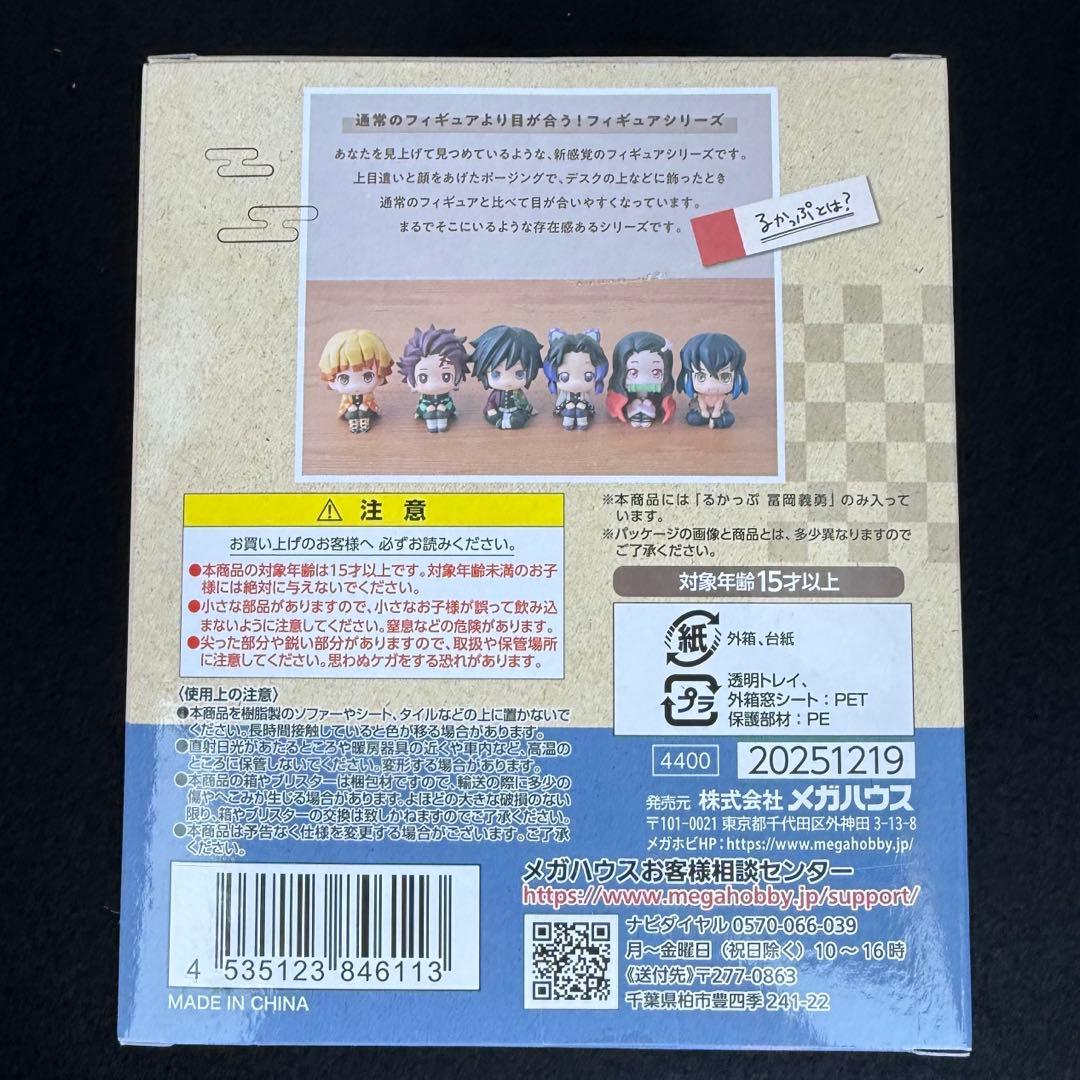 通常のフィギュアより目が合う!フィギュアシリーズ
あなたを見上げて見つめているような、新感覚のフィギュアシリーズです。
上目遣いと顔をあげたポージングで、デスクの上などに飾ったとき
通常のフィギュアと比べて目が合いやすくなっています。
まるでそこにいるような存在感あるシリーズです。
るかっぷとは?
⚠ 注意
お買い上げのお客様へ 必ずお読みください。
●本商品の対象年齢は15才以上です。対象年齢未満のお子
様には絶対に与えないでください。
●小さな部品がありますので、小さなお子様が誤って飲み込
まないように注意してください。窒息などの危険があります。
●尖った部分や鋭い部分がありますので、取扱や保管場所
に注意してください。思わぬケガをする恐れがあります。
〈使用上の注意〉
●本商品を樹脂製のソファーやシート、タイルなどの上に置かないで
ください。長時間接触していると色が移る場合があります。
●直射日光があたるところや暖房器具の近くや車内など、高温の
ところに保管しないでください。変形する場合があります。
●本商品の箱やブリスターは梱包材ですので、輸送の際に多少の
傷やへこみが生じる場合があります。よほどの大きな破損のない
限り、箱やブリスターの交換は致しかねますのでご了承ください。
●本商品は予告なく仕様を変更する場合がございます。ご了承
ください。
※本商品には「るかっぷ 冨岡義勇」のみ入って
います。
※パッケージの画像と商品とは、多少異なりますので
ご了承ください。
対象年齢15才以上
紙 外箱、台紙
プラ 透明トレイ、
外箱窓シート:PET
保護部材:PE
4400 20251219
発売元 株式会社メガハウス
〒101-0021 東京都千代田区外神田3-13-8
メガホビHP:https://www.megahobby.jp/
メガハウスお客様相談センター
https://www.megahobby.jp/support/
ナビダイヤル 0570-066-039
月〜金曜日(祝日除く)10〜16時
《送付先》〒277-0863
千葉県柏市豊四季241-22
4 535123 846113
MADE IN CHINA